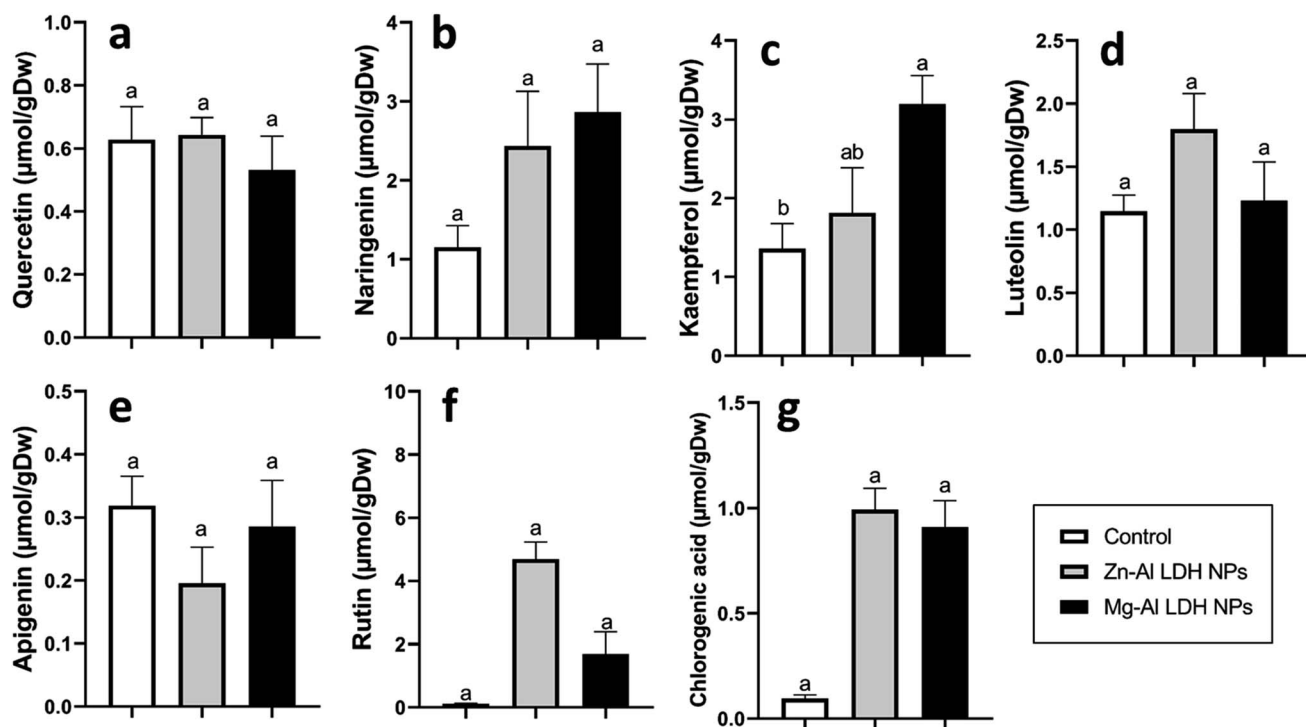 a
Quercetin (µmol/gDw)
1.0
0.8
0.6
0.4
0.2
0.0
a
a
a
b
Naringenin (µmol/gDw)
4
3
2
1
0
a
a
a
c
Kaempferol (µmol/gDw)
4
3
2
1
0
b
ab
a
d
Luteolin (µmol/gDw)
2.5
2.0
1.5
1.0
0.5
0.0
a
a
a
e
Apigenin (µmol/gDw)
0.5
0.4
0.3
0.2
0.1
0.0
a
a
a
f
Rutin (µmol/gDw)
10
8
6
4
2
0
a
a
a
g
Chlorogenic acid (µmol/gDw)
1.5
1.0
0.5
0.0
a
a
a
Control
Zn-Al LDH NPs
Mg-Al LDH NPs